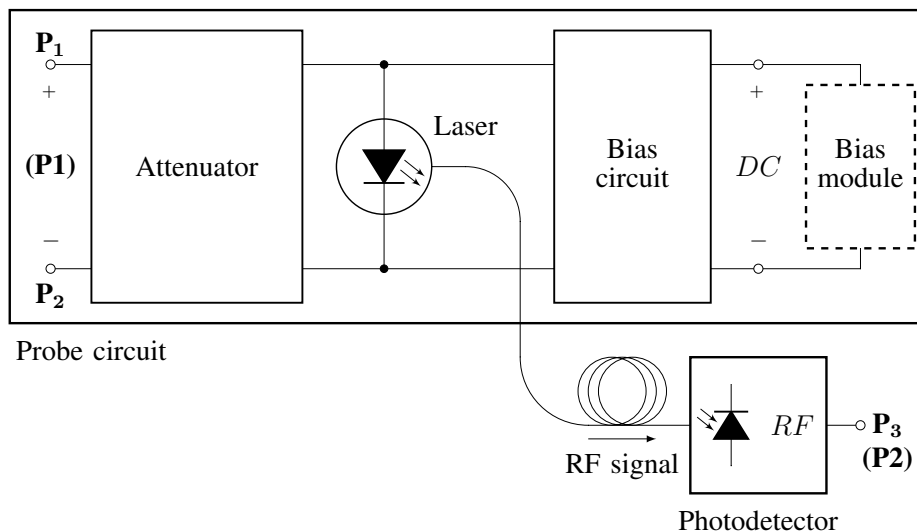 P₁
+
Laser
+
(P1)
Attenuator
Bias
circuit
DC
Bias
module
−
−
P₂
Probe circuit
RF signal
RF
P₃
(P2)
Photodetector